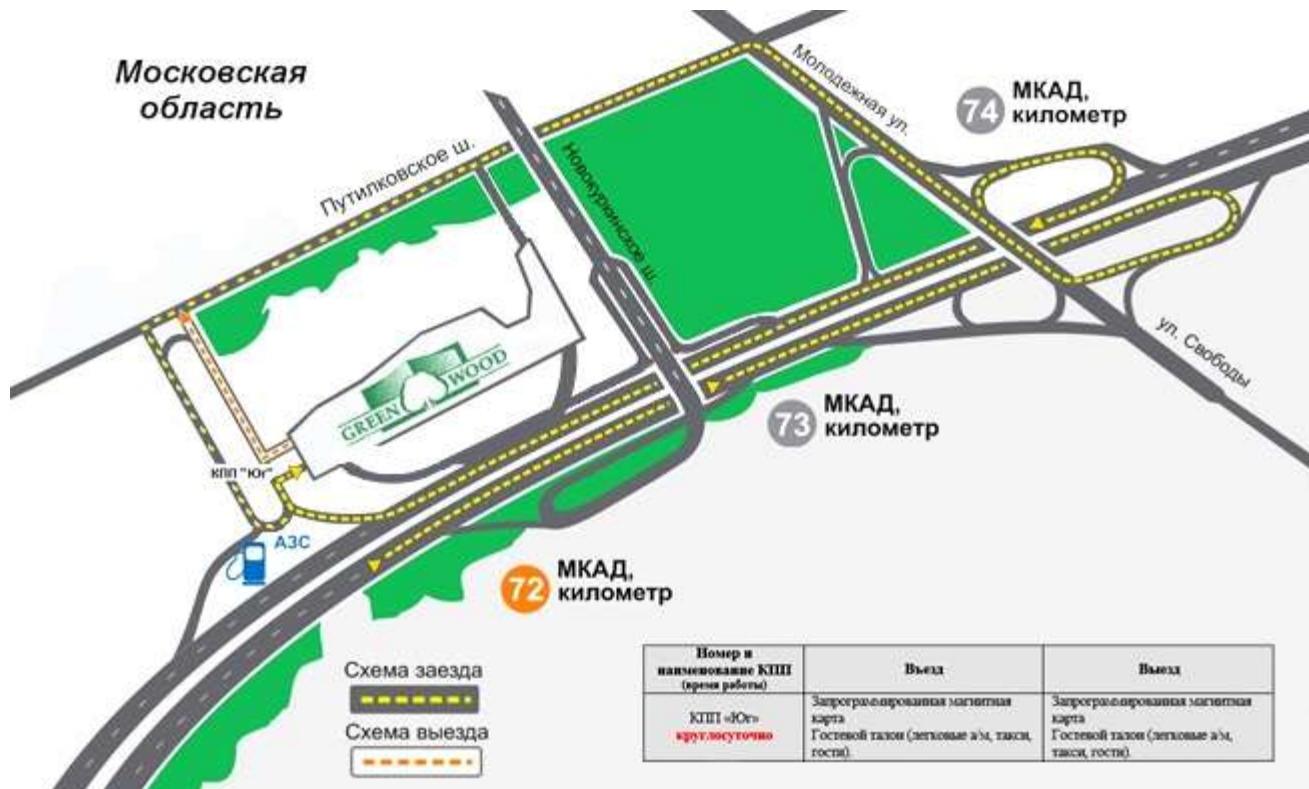 Московская
область
Путилковское ш.
Новокуркинское ш.
Молодежная ул.
74
МКАД,
километр
ул. Свободы
GREEN WOOD
КПП "Юг"
АЗС
73
МКАД,
километр
72
МКАД,
километр
Схема заезда
Схема выезда
Номер и
наименование КПП
(время работы)
Въезд
Выезд
КПП «Юг»
круглосуточно
Запрограммированная магнитная
карта
Гостевой талон (легковые а/м, такси,
гости).
Запрограммированная магнитная
карта
Гостевой талон (легковые а/м,
такси, гости).